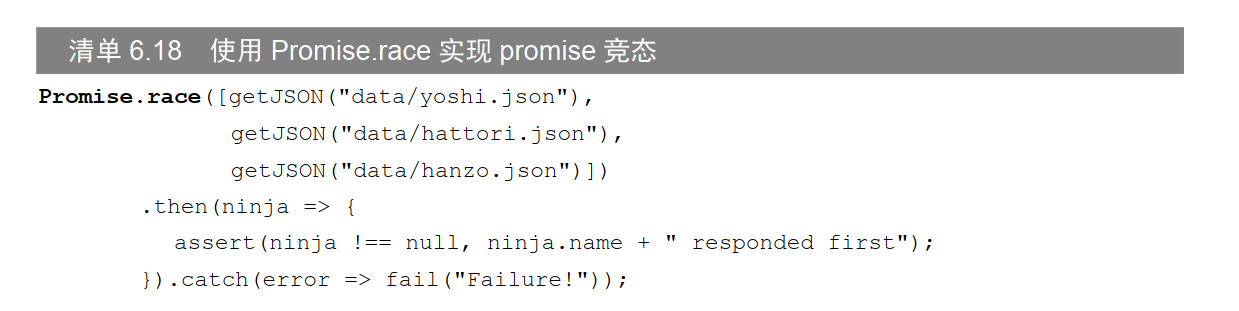 清单 6.18 使用 Promise.race 实现 promise 竞态
Promise.race([getJSON("data/yoshi.json"),
getJSON("data/hattori.json"),
getJSON("data/hanzo.json")])
.then(ninja => {
assert(ninja !== null, ninja.name + " responded first");
}).catch(error => fail("Failure!"));